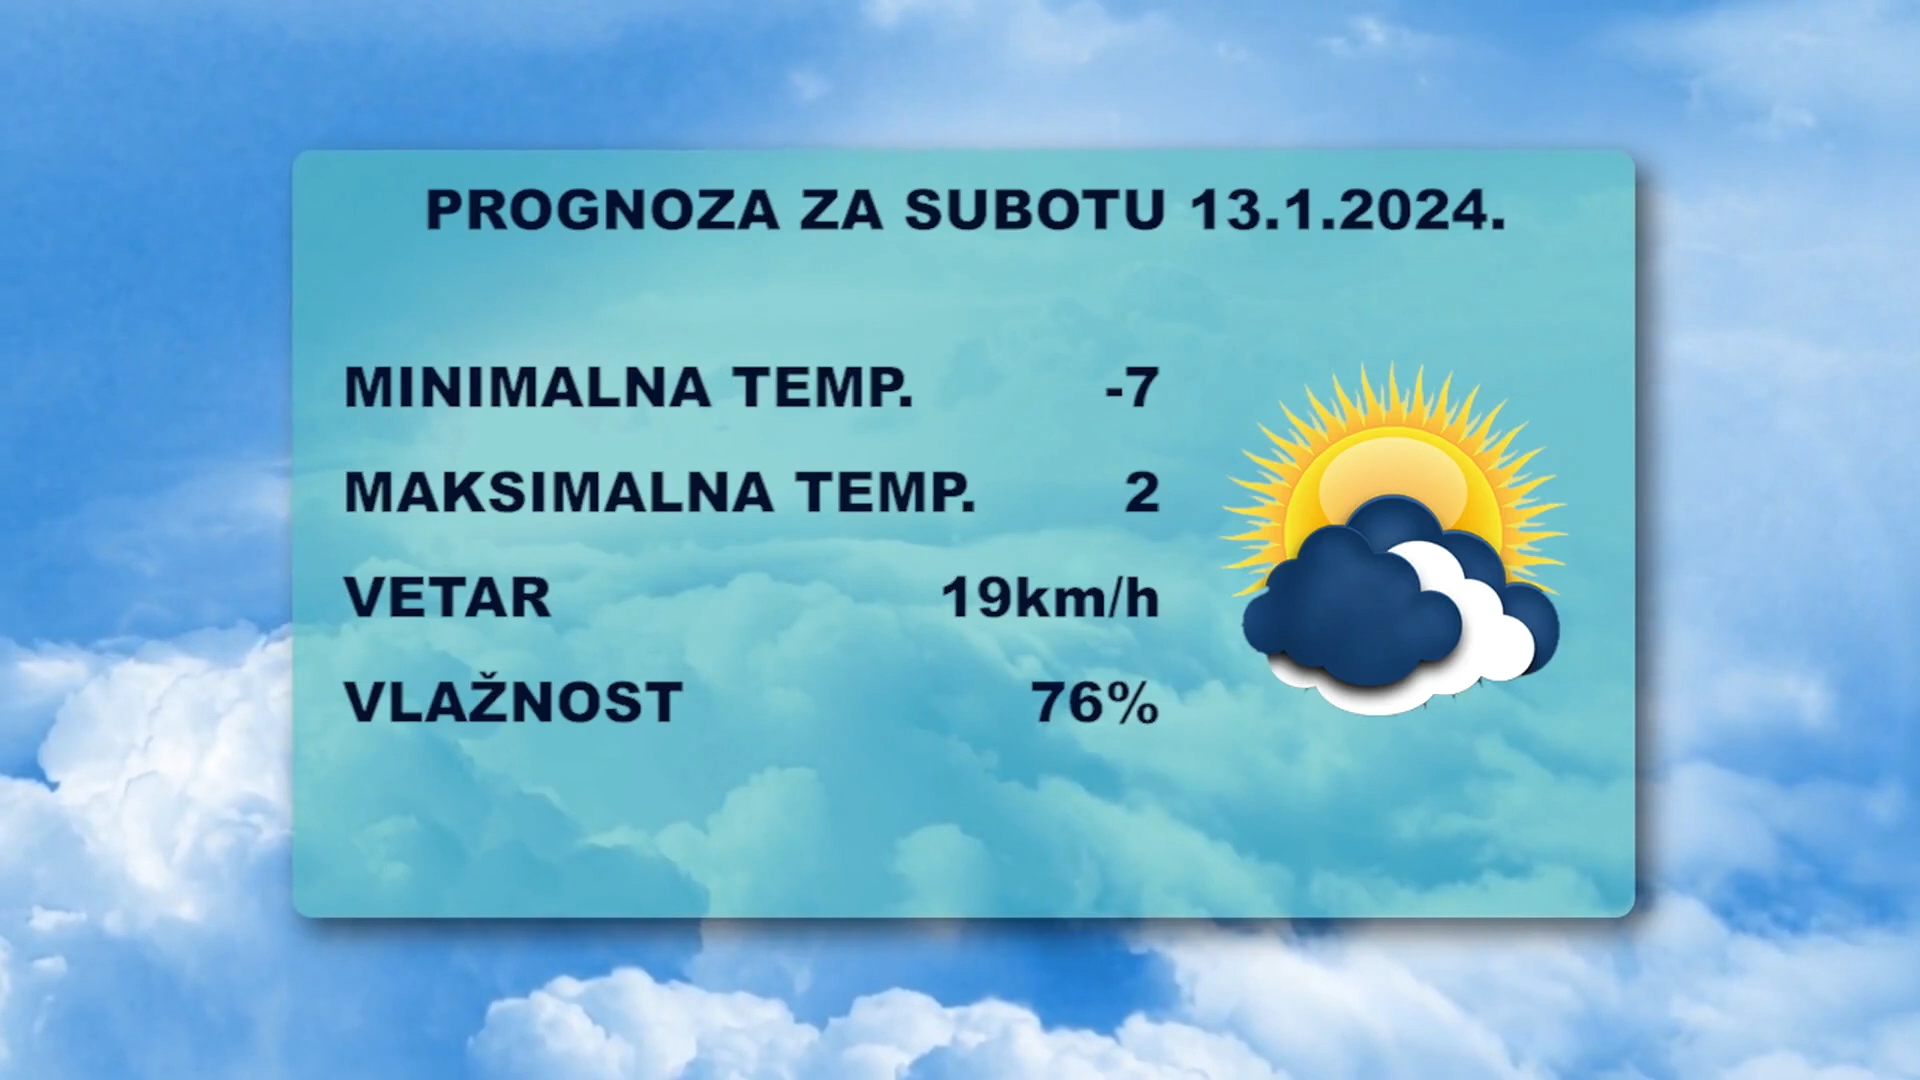 PROGNOZA ZA SUBOTU 13.1.2024.
MINIMALNA TEMP. -7
MAKSIMALNA TEMP. 2
VETAR 19km/h
VLAŽNOST 76%